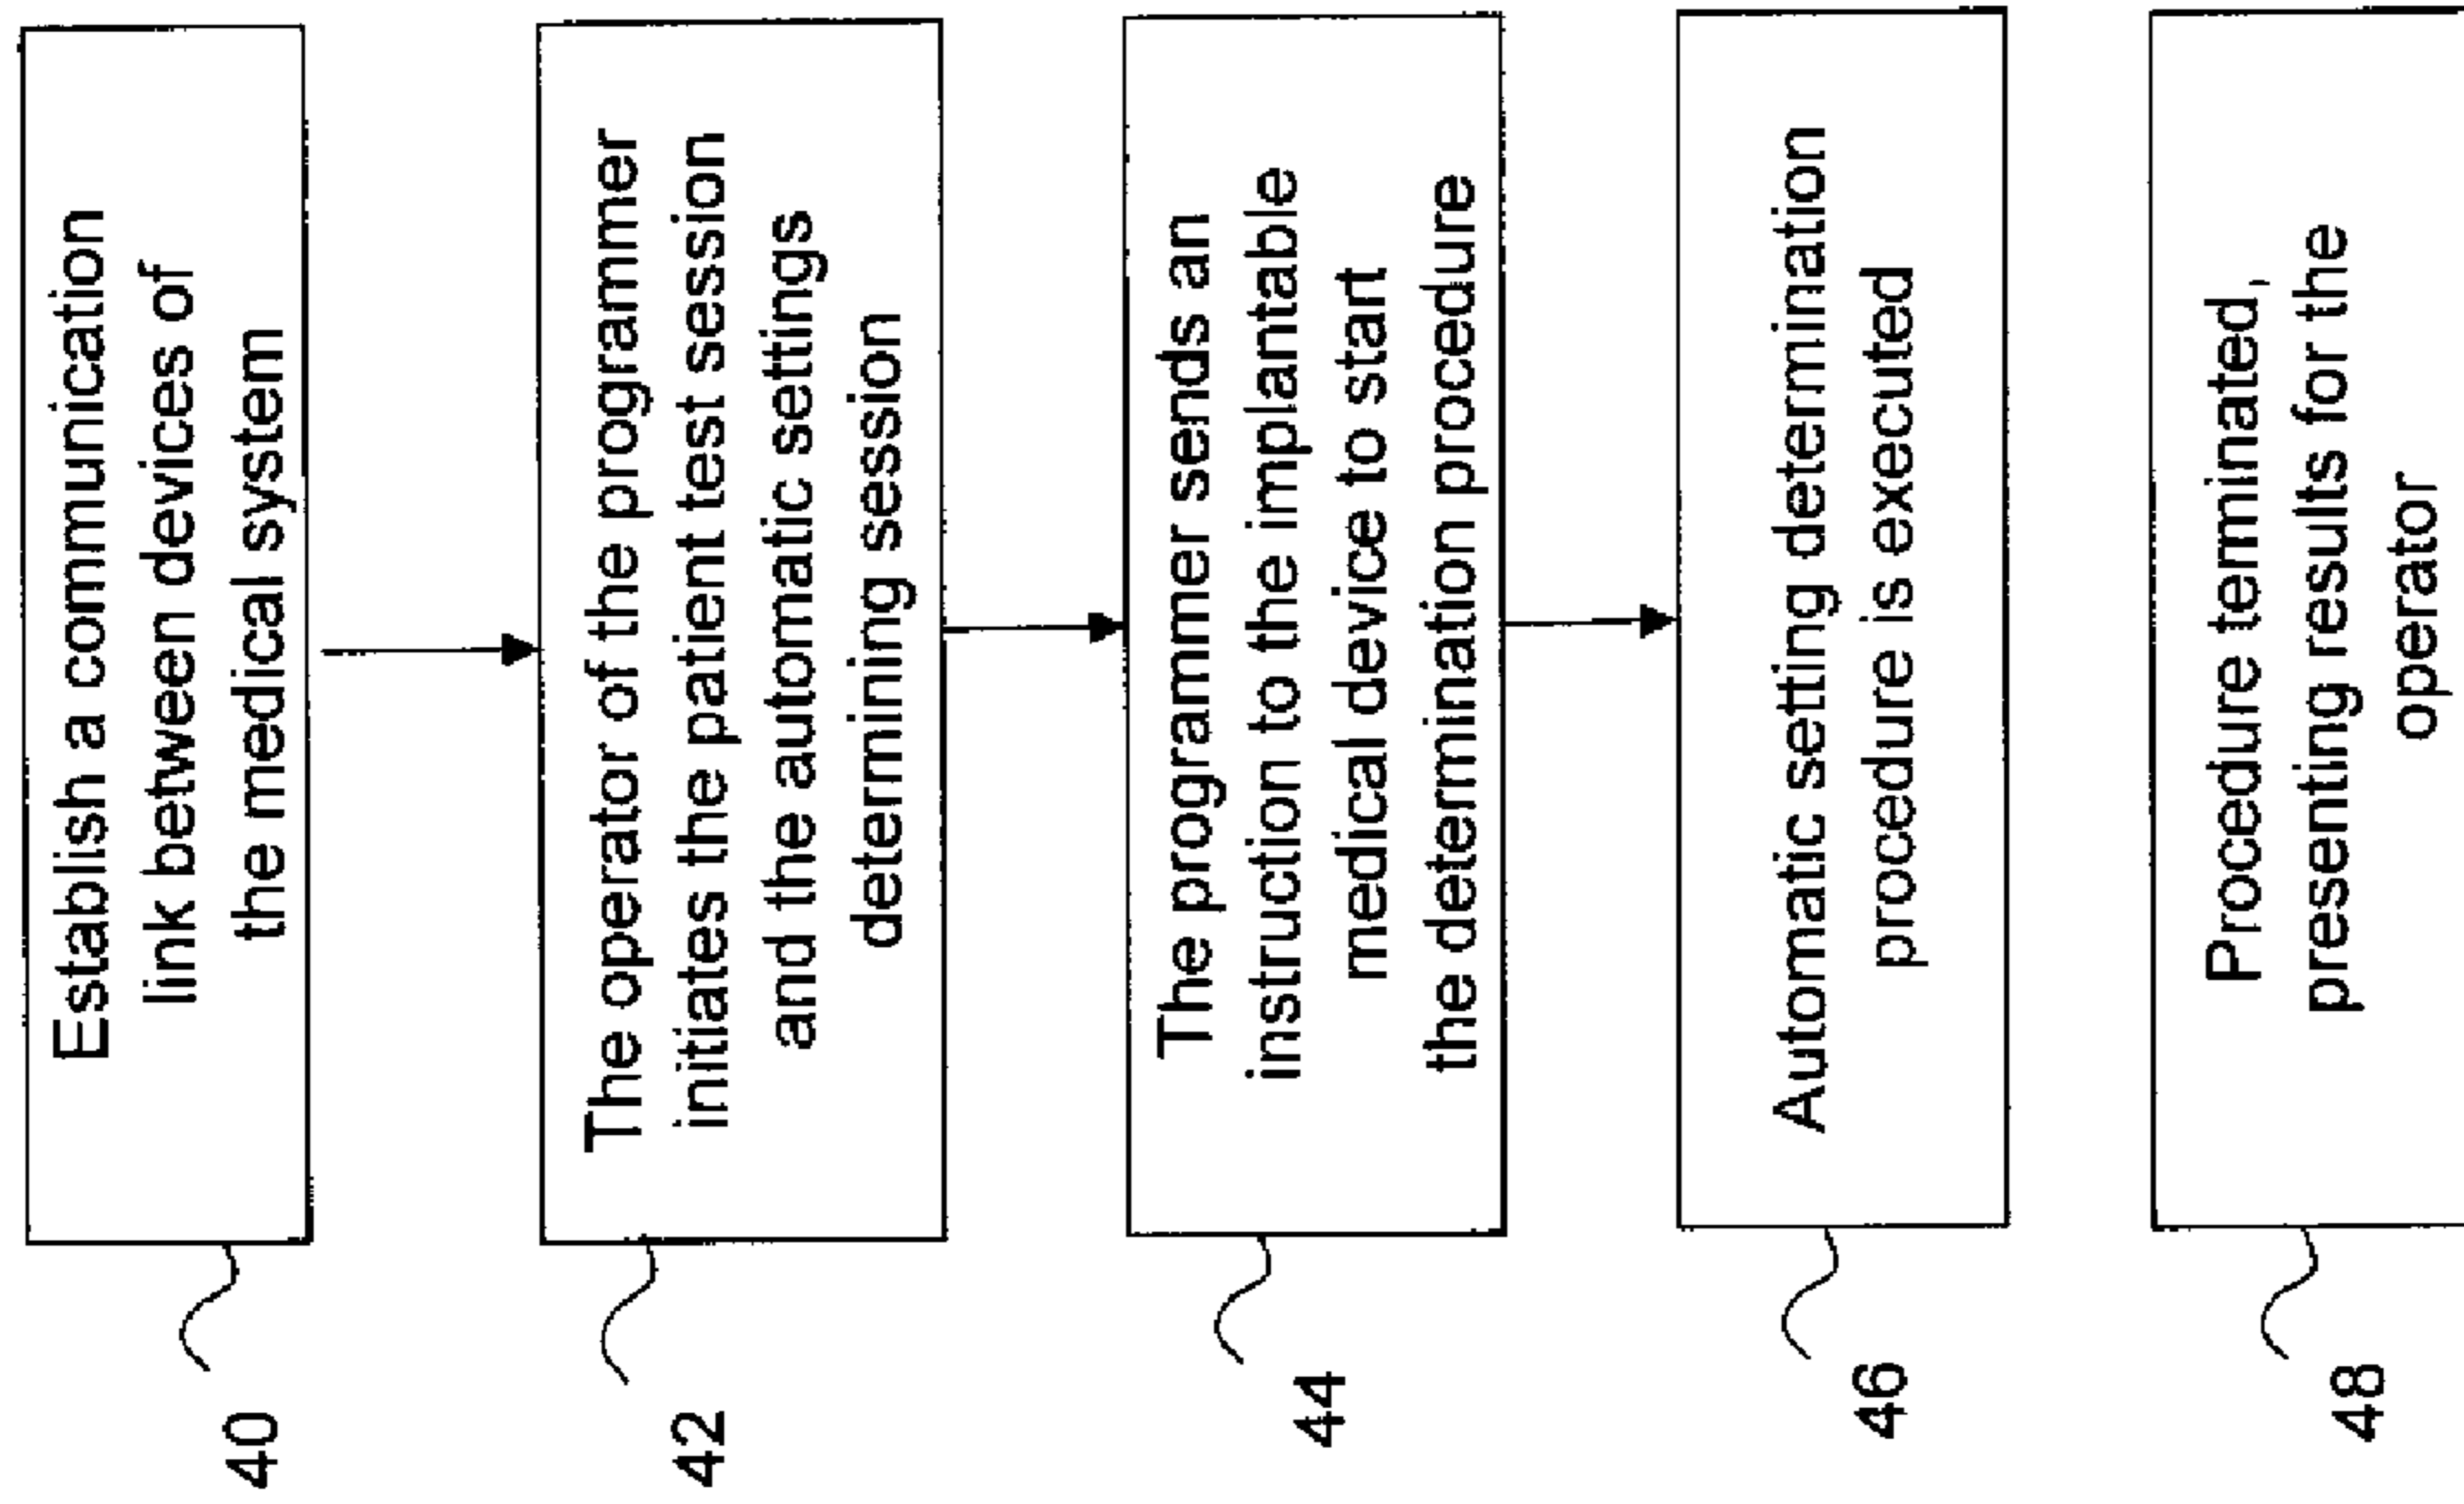 Establish a communication
link between devices of
the medical system
40
The operator of the programmer
initiates the patient test session
and the automatic settings
determining session
42
The programmer sends an
instruction to the implantable
medical device to start
the determination procedure
44
Automatic setting determination
procedure is executed
46
Procedure terminated,
presenting results for the
operator
48